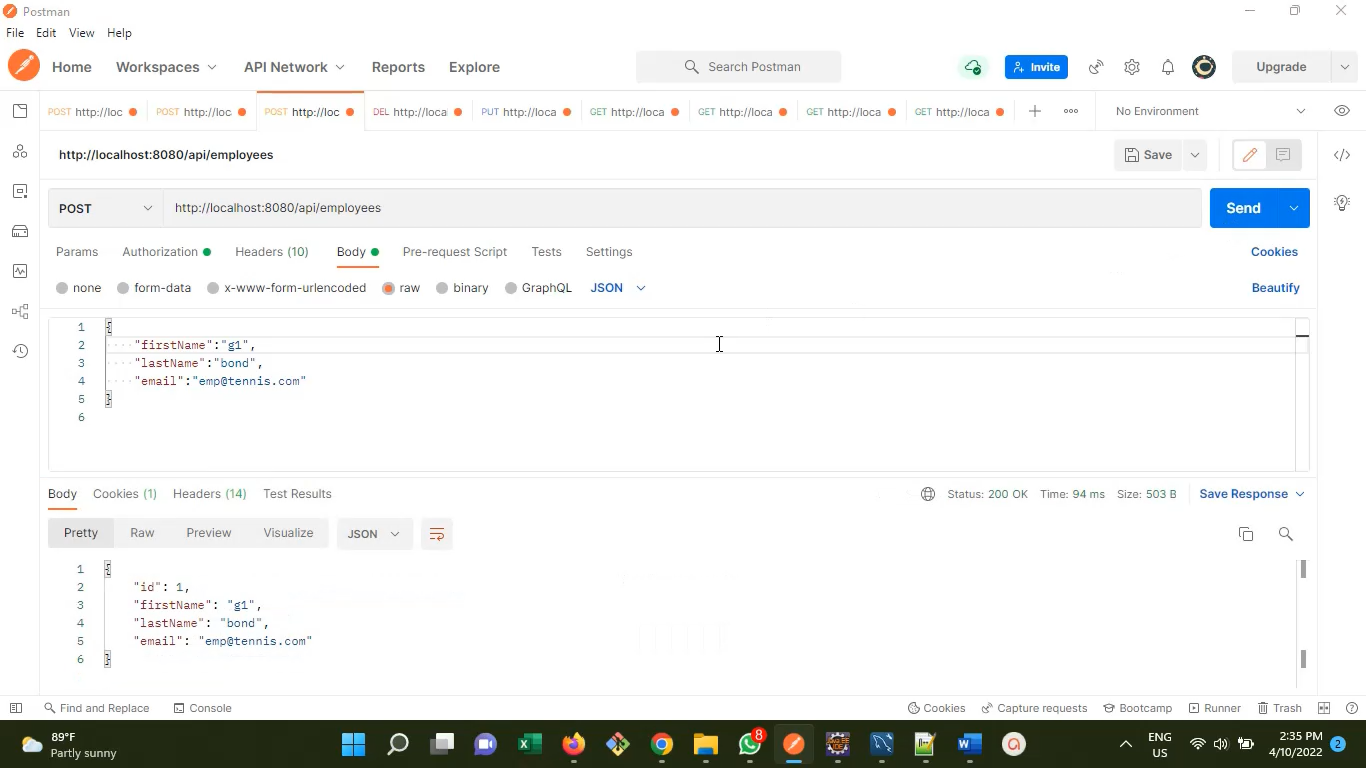 Postman
File Edit View Help
Home Workspaces API Network Reports Explore Search Postman Invite Upgrade
POST http://loc POST http://loc POST http://loc DEL http://loca PUT http://loca GET http://loca GET http://loca GET http://loca GET http://loca No Environment
http://localhost:8080/api/employees Save
POST http://localhost:8080/api/employees Send
Params Authorization Headers (10) Body Pre-request Script Tests Settings Cookies
none form-data x-www-form-urlencoded raw binary GraphQL JSON Beautify
1 {
2 "firstName":"g1",
3 "lastName":"bond",
4 "email":"emp@tennis.com"
5 }
6
Body Cookies (1) Headers (14) Test Results Status: 200 OK Time: 94 ms Size: 503 B Save Response
Pretty Raw Preview Visualize JSON
1 {
2 "id": 1,
3 "firstName": "g1",
4 "lastName": "bond",
5 "email": "emp@tennis.com"
6 }
Find and Replace Console Cookies Capture requests Bootcamp Runner Trash
89°F
Partly sunny
8
Java EE
IDE
ENG
US
2:35 PM
4/10/2022
2